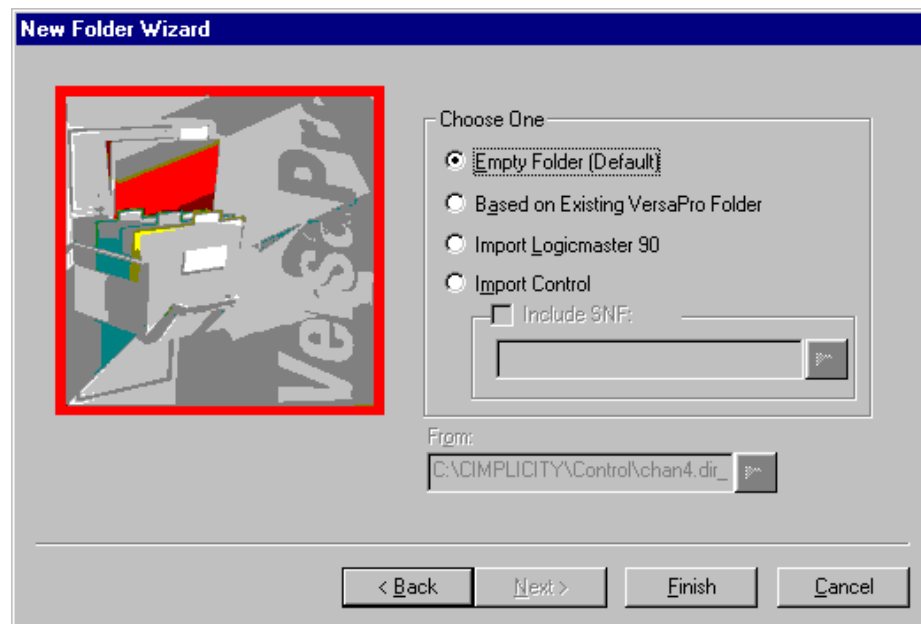 New Folder Wizard
VersaPro
Choose One
Empty Folder (Default)
Based on Existing VersaPro Folder
Import Logicmaster 90
Import Control
Include SNF:
From:
C:\CIMPLICITY\Control\chan4.dir_
< Back Next > Finish Cancel